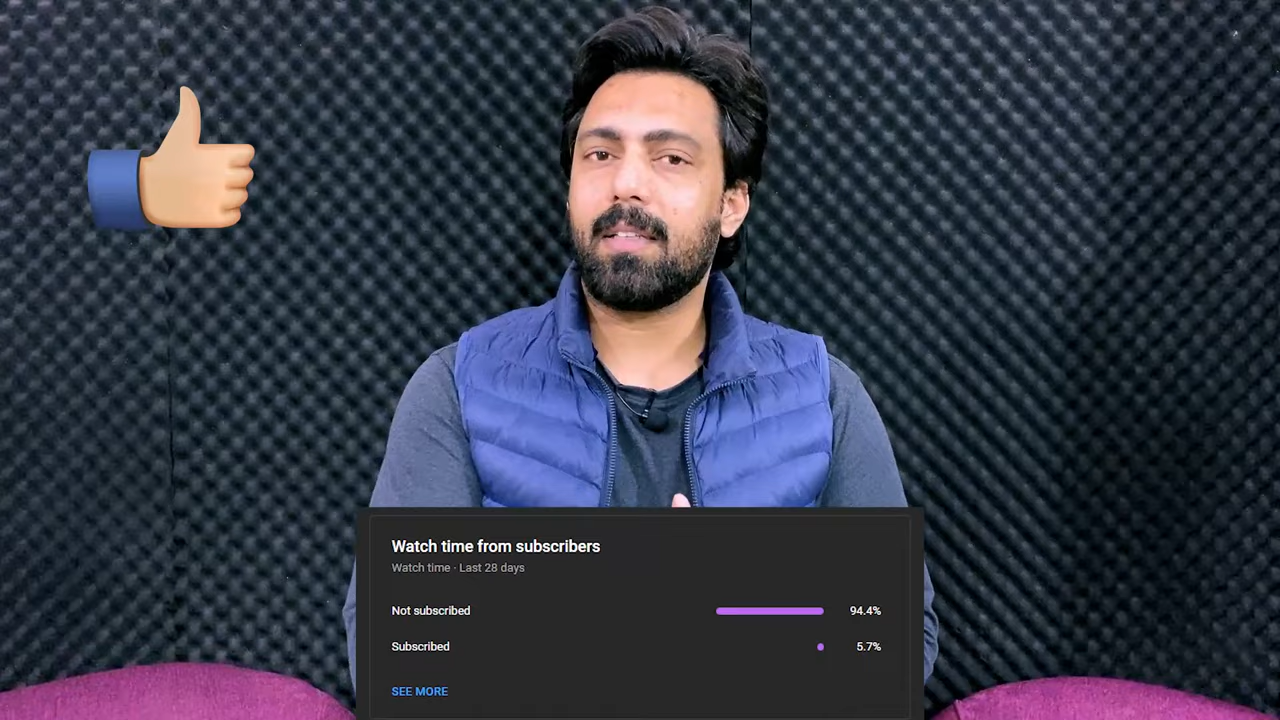 Watch time from subscribers
Watch time · Last 28 days
Not subscribed 94.4%
Subscribed 5.7%
SEE MORE